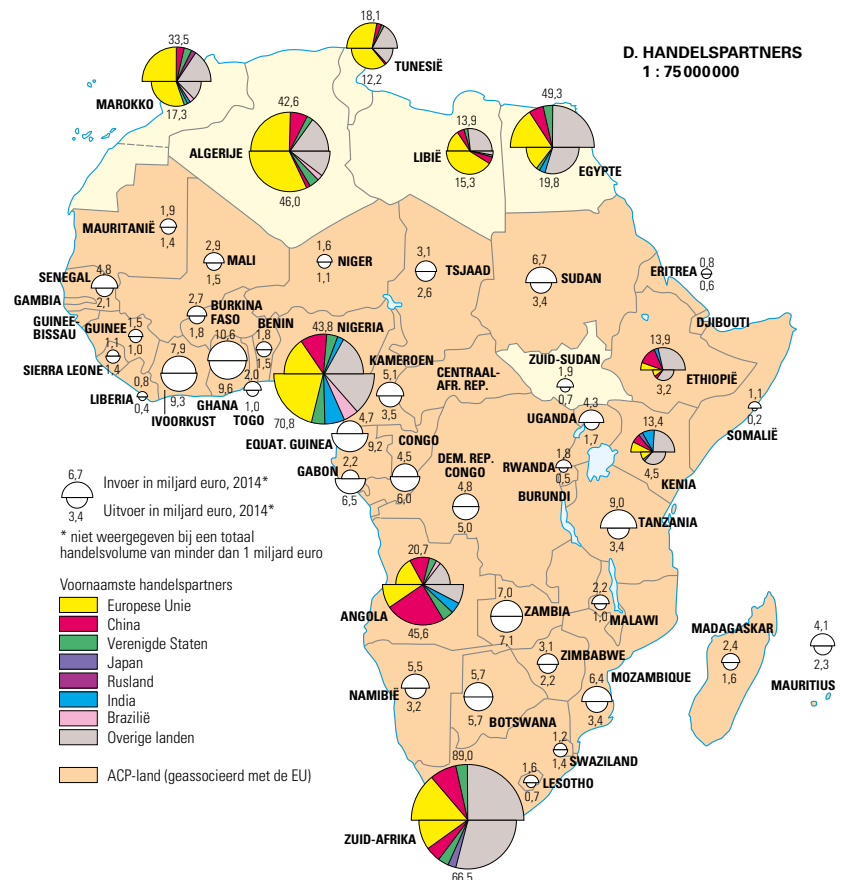 D. HANDELSPARTNERS
1 : 75 000 000
18,1
TUNESIË
12,2
33,5
MAROKKO
17,3
42,6
ALGERIJE
46,0
13,9
LIBIË
15,3
49,3
EGYPTE
19,8
1,9
MAURITANIË
1,4
2,9
MALI
1,5
1,6
NIGER
1,1
3,1
TSJAAD
2,6
6,7
SUDAN
3,4
0,8
ERITREA
0,6
DJIBOUTI
4,8
SENEGAL
2,1
GAMBIA
GUINEE-
BISSAU
1,5
GUINEE
1,0
1,1
SIERRA LEONE
1,4
0,8
LIBERIA
0,4
7,9
9,3
IVOORKUST
2,7
BURKINA
FASO
1,8
10,6
9,6
GHANA
2,0
1,0
TOGO
1,8
BENIN
1,5
43,8
NIGERIA
70,8
5,1
KAMEROEN
3,5
CENTRAAL-
AFR. REP.
ZUID-SUDAN
1,9
0,7
13,9
ETHIOPIË
3,2
1,1
SOMALIË
0,2
4,7
EQUAT. GUINEA
9,2
2,2
GABON
6,5
CONGO
4,5
6,0
DEM. REP.
CONGO
4,8
5,0
4,3
UGANDA
1,7
1,8
RWANDA
0,5
BURUNDI
13,4
4,5
KENIA
9,0
TANZANIA
3,4
20,7
ANGOLA
45,6
7,0
ZAMBIA
7,1
2,2
1,0
MALAWI
MADAGASKAR
2,4
1,6
4,1
2,3
MAURITIUS
5,5
NAMIBIË
3,2
5,7
5,7
BOTSWANA
3,1
ZIMBABWE
2,2
6,4
MOZAMBIQUE
3,4
1,2
SWAZILAND
1,4
1,6
LESOTHO
0,7
89,0
ZUID-AFRIKA
66,5
6,7
Invoer in miljard euro, 2014*
3,4
Uitvoer in miljard euro, 2014*
* niet weergegeven bij een totaal
handelsvolume van minder dan 1 miljard euro
Voornaamste handelspartners
Europese Unie
China
Verenigde Staten
Japan
Rusland
India
Brazilië
Overige landen
ACP-land (geassocieerd met de EU)